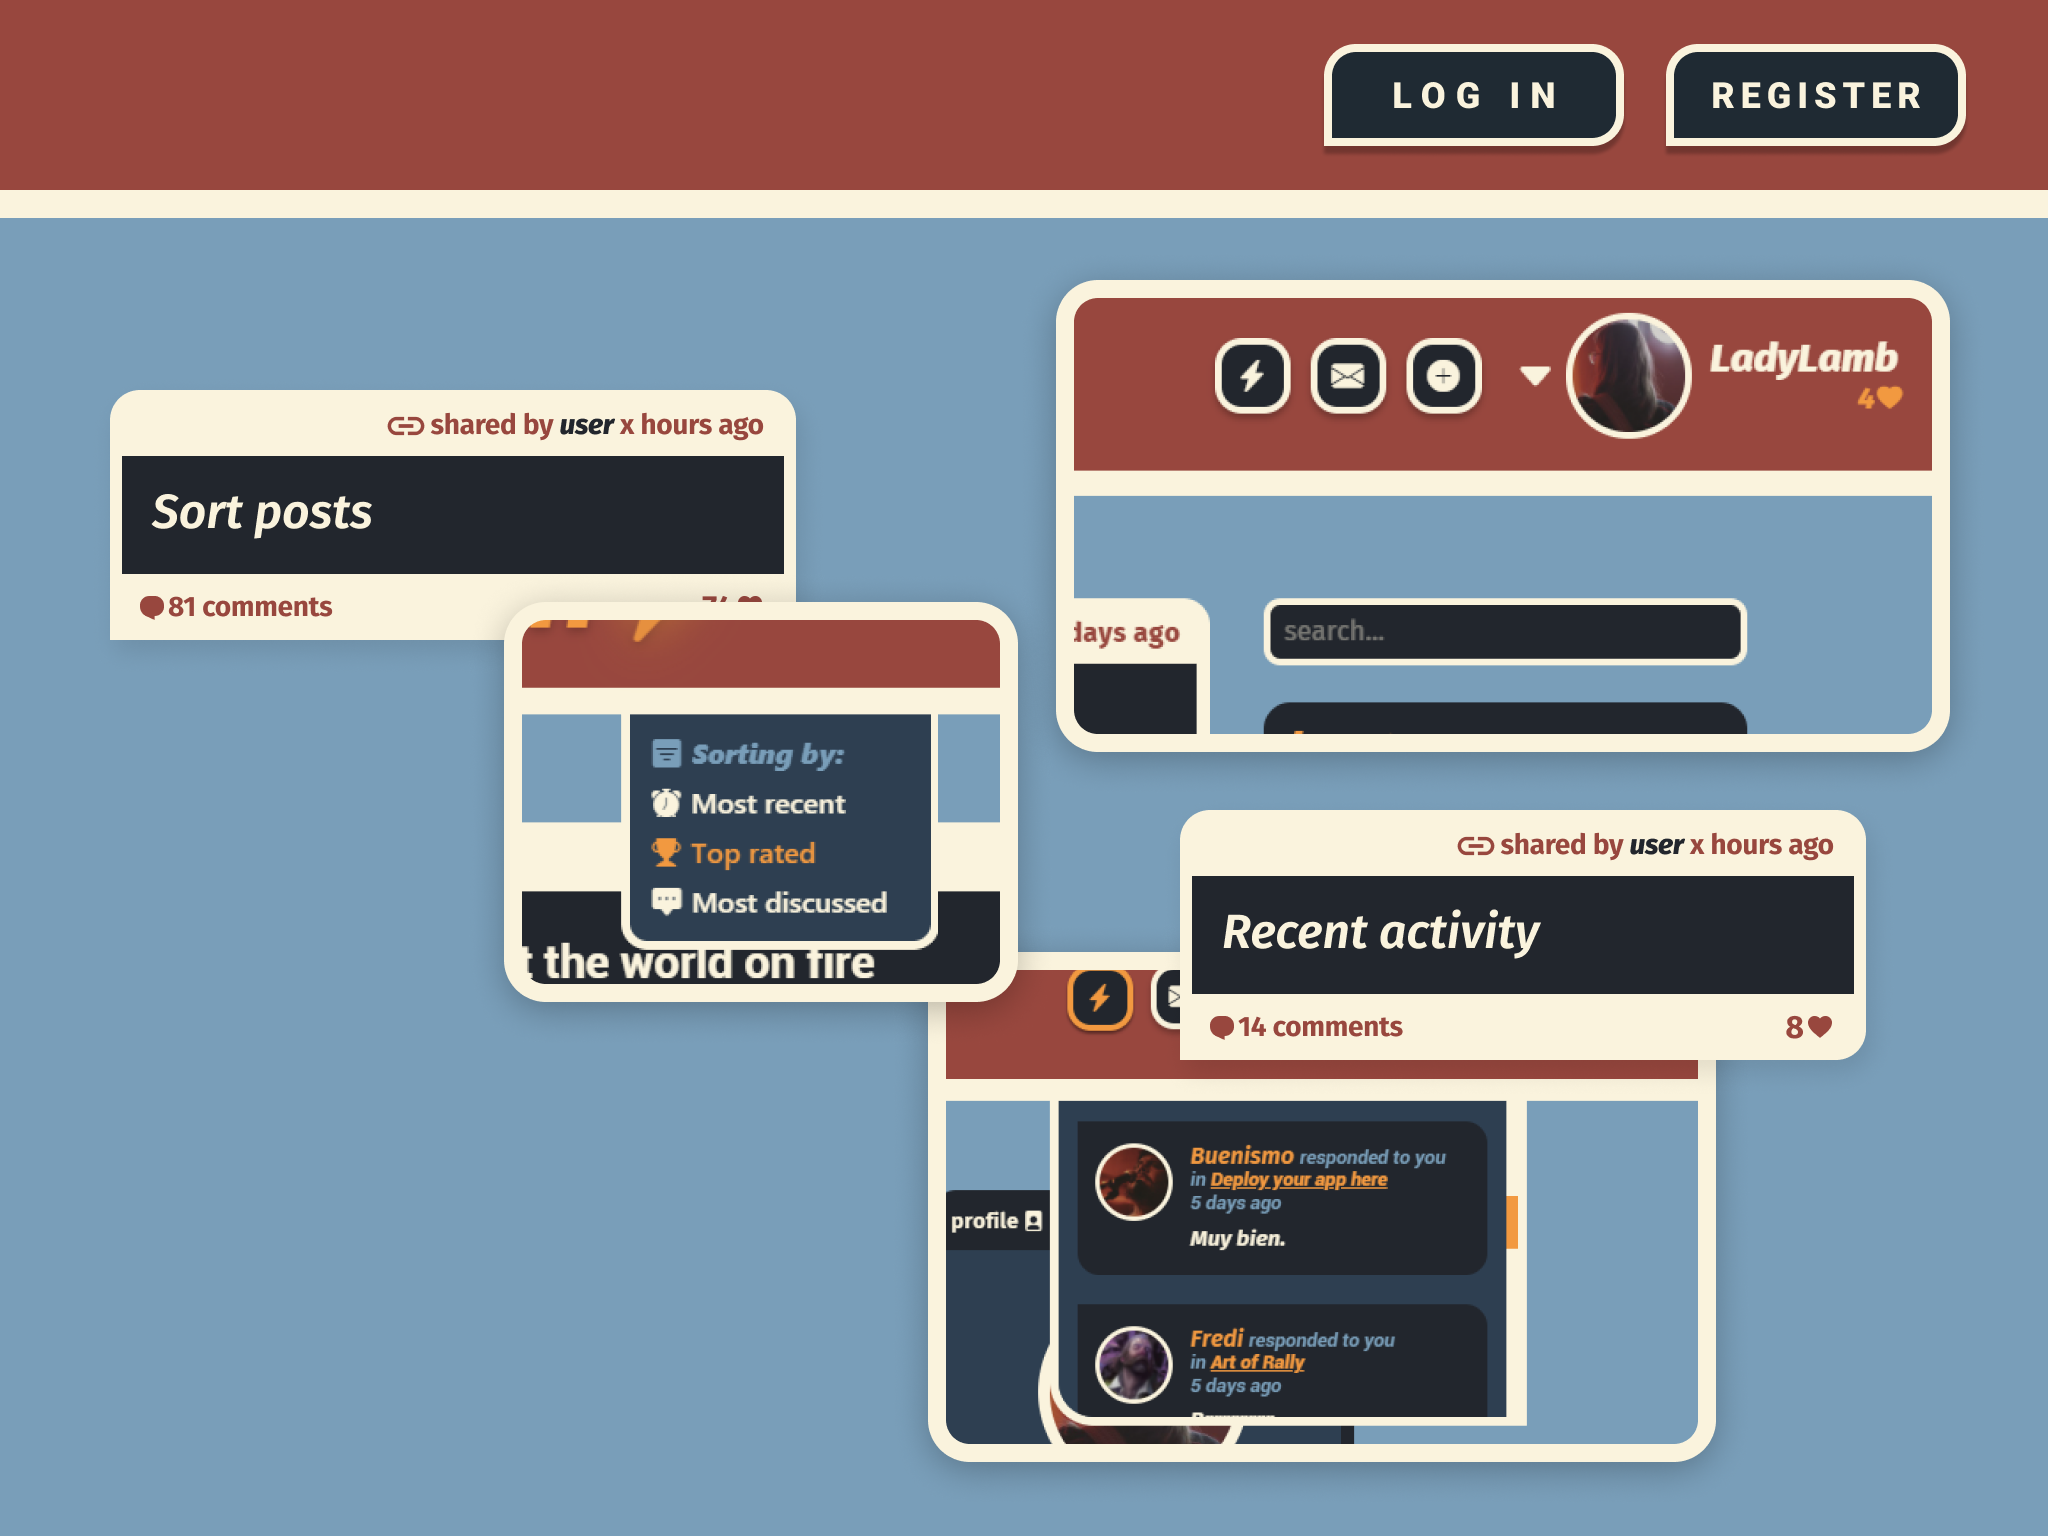 LOG IN
REGISTER
LadyLamb
4
days ago
search...
shared by user x hours ago
Sort posts
81 comments
Sorting by:
Most recent
Top rated
Most discussed
the world on fire
shared by user x hours ago
Recent activity
14 comments
8
profile
Buenismo responded to you
in Deploy your app here
5 days ago
Muy bien.
Fredi responded to you
in Art of Rally
5 days ago